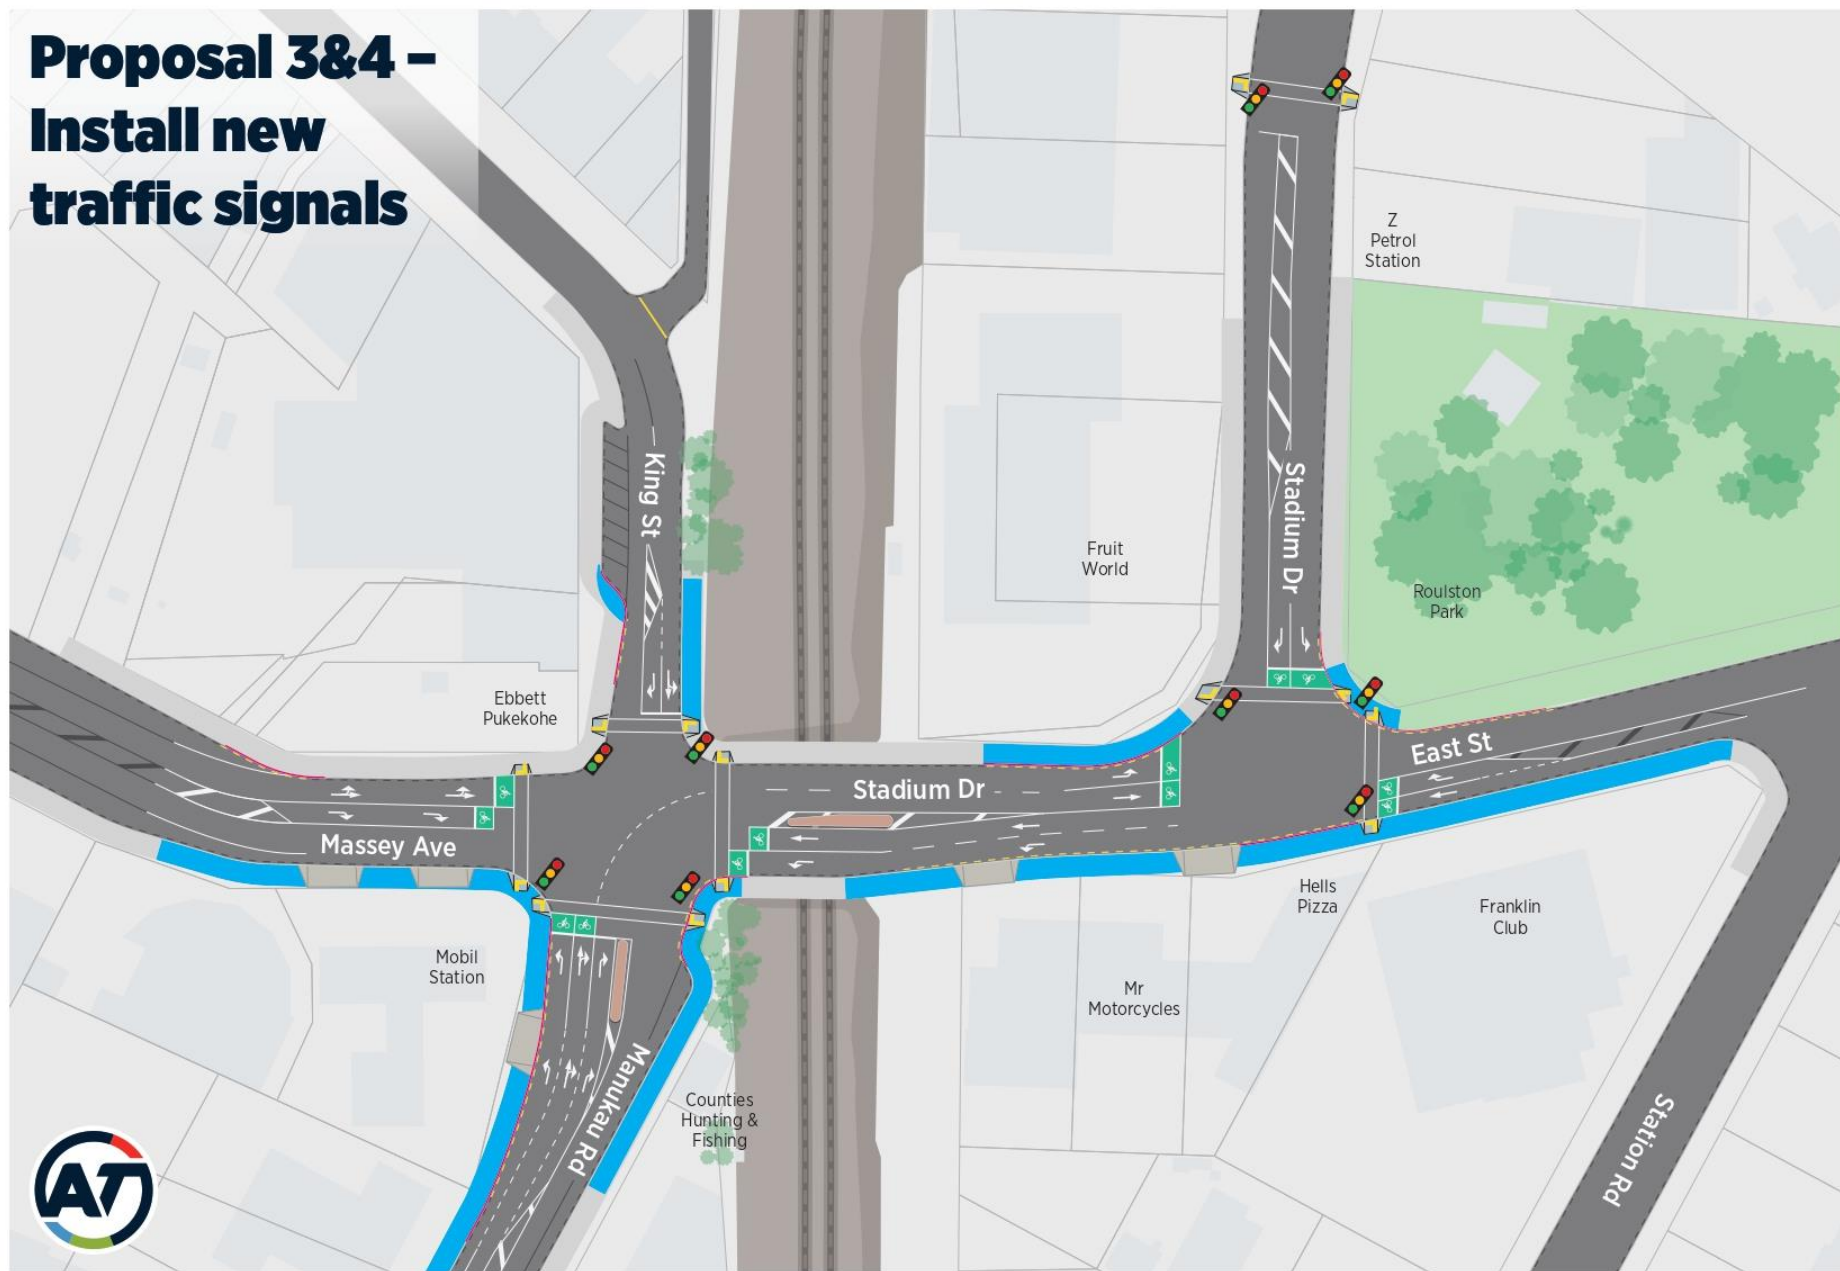 Proposal 3&4 –
Install new
traffic signals
Z
Petrol
Station
King St
Stadium Dr
Fruit
World
Roulston
Park
Ebbett
Pukekohe
East St
Stadium Dr
Massey Ave
Hells
Pizza
Franklin
Club
Mobil
Station
Mr
Motorcycles
Manukau Rd
Counties
Hunting &
Fishing
Station Rd
AT